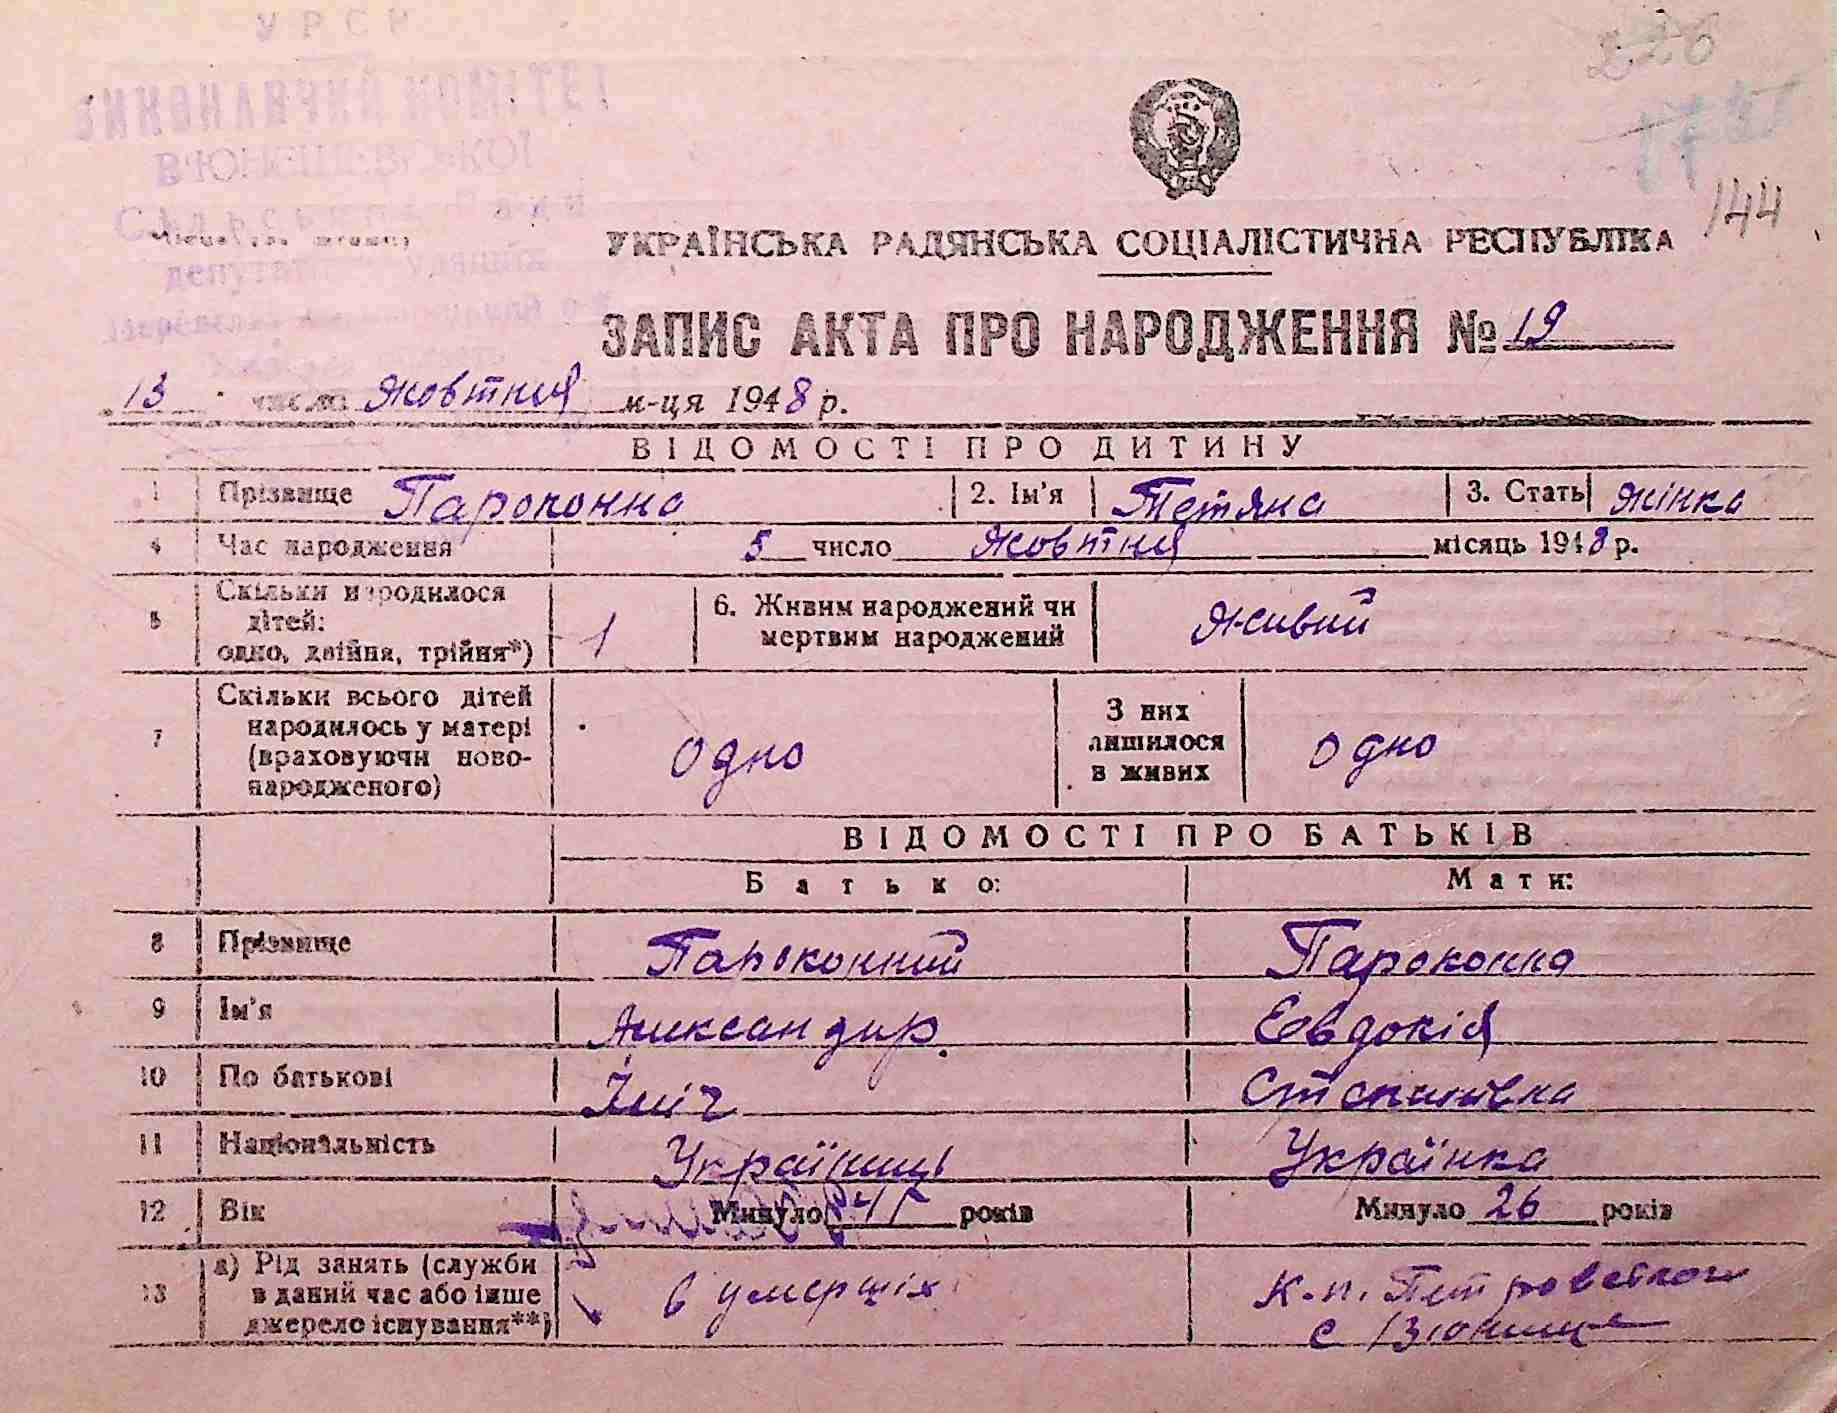 УРСР
ВИКОНАВЧИЙ КОМІТЕТ
В'ЮНЕЩЕВСЬКОЇ
144
УКРАЇНСЬКА РАДЯНСЬКА СОЦІАЛІСТИЧНА РЕСПУБЛІКА
ЗАПИС АКТА ПРО НАРОДЖЕННЯ № 19
13 число Жовтня м-ця 1948 р.
ВІДОМОСТІ ПРО ДИТИНУ
1 Прізвище Пароконна 2. Ім'я Тетяна 3. Стать жінка
4 Час народження 5 число Жовтня місяць 1948 р.
5 Скільки народилося дітей: одно, двійня, трійня*) 1 6. Живим народжений чи мертвим народжений живий
7 Скільки всього дітей народилось у матері (враховуючи новонародженого) одно З них лишилося в живих одно
ВІДОМОСТІ ПРО БАТЬКІВ
Батько: Мати:
8 Прізвище Пароконний Пароконна
9 Ім'я Александр Євдокія
10 По батькові Ілліч Степанівна
11 Національність Українець Українка
12 Вік Минуло років Минуло 26 років
13 а) Рід занять (служби в даний час або інше джерело існування**) в умерших к-п.